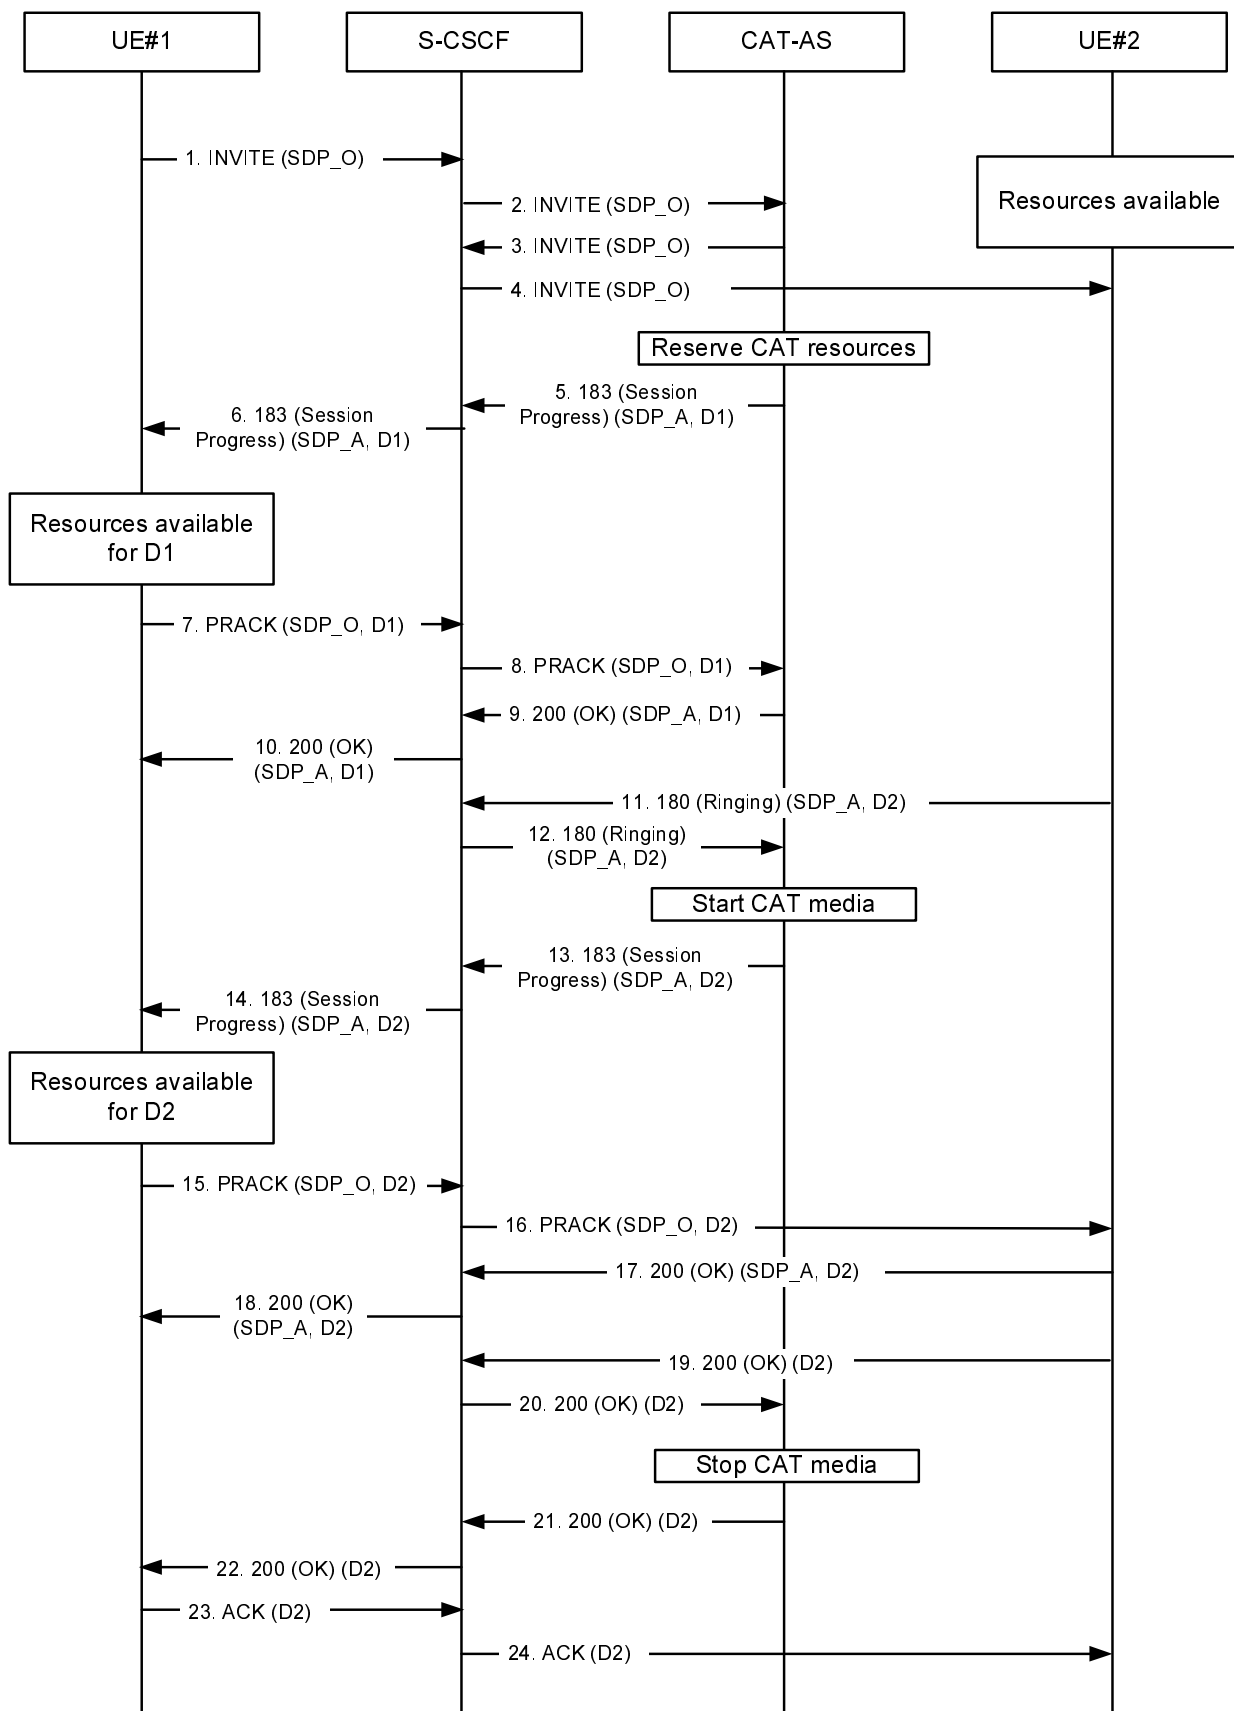 UE#1
S-CSCF
CAT-AS
UE#2
1. INVITE (SDP_O)
Resources available
2. INVITE (SDP_O)
3. INVITE (SDP_O)
4. INVITE (SDP_O)
Reserve CAT resources
5. 183 (Session
Progress) (SDP_A, D1)
6. 183 (Session
Progress) (SDP_A, D1)
Resources available
for D1
7. PRACK (SDP_O, D1)
8. PRACK (SDP_O, D1)
9. 200 (OK) (SDP_A, D1)
10. 200 (OK)
(SDP_A, D1)
11. 180 (Ringing) (SDP_A, D2)
12. 180 (Ringing)
(SDP_A, D2)
Start CAT media
13. 183 (Session
Progress) (SDP_A, D2)
14. 183 (Session
Progress) (SDP_A, D2)
Resources available
for D2
15. PRACK (SDP_O, D2)
16. PRACK (SDP_O, D2)
17. 200 (OK) (SDP_A, D2)
18. 200 (OK)
(SDP_A, D2)
19. 200 (OK) (D2)
20. 200 (OK) (D2)
Stop CAT media
21. 200 (OK) (D2)
22. 200 (OK) (D2)
23. ACK (D2)
24. ACK (D2)